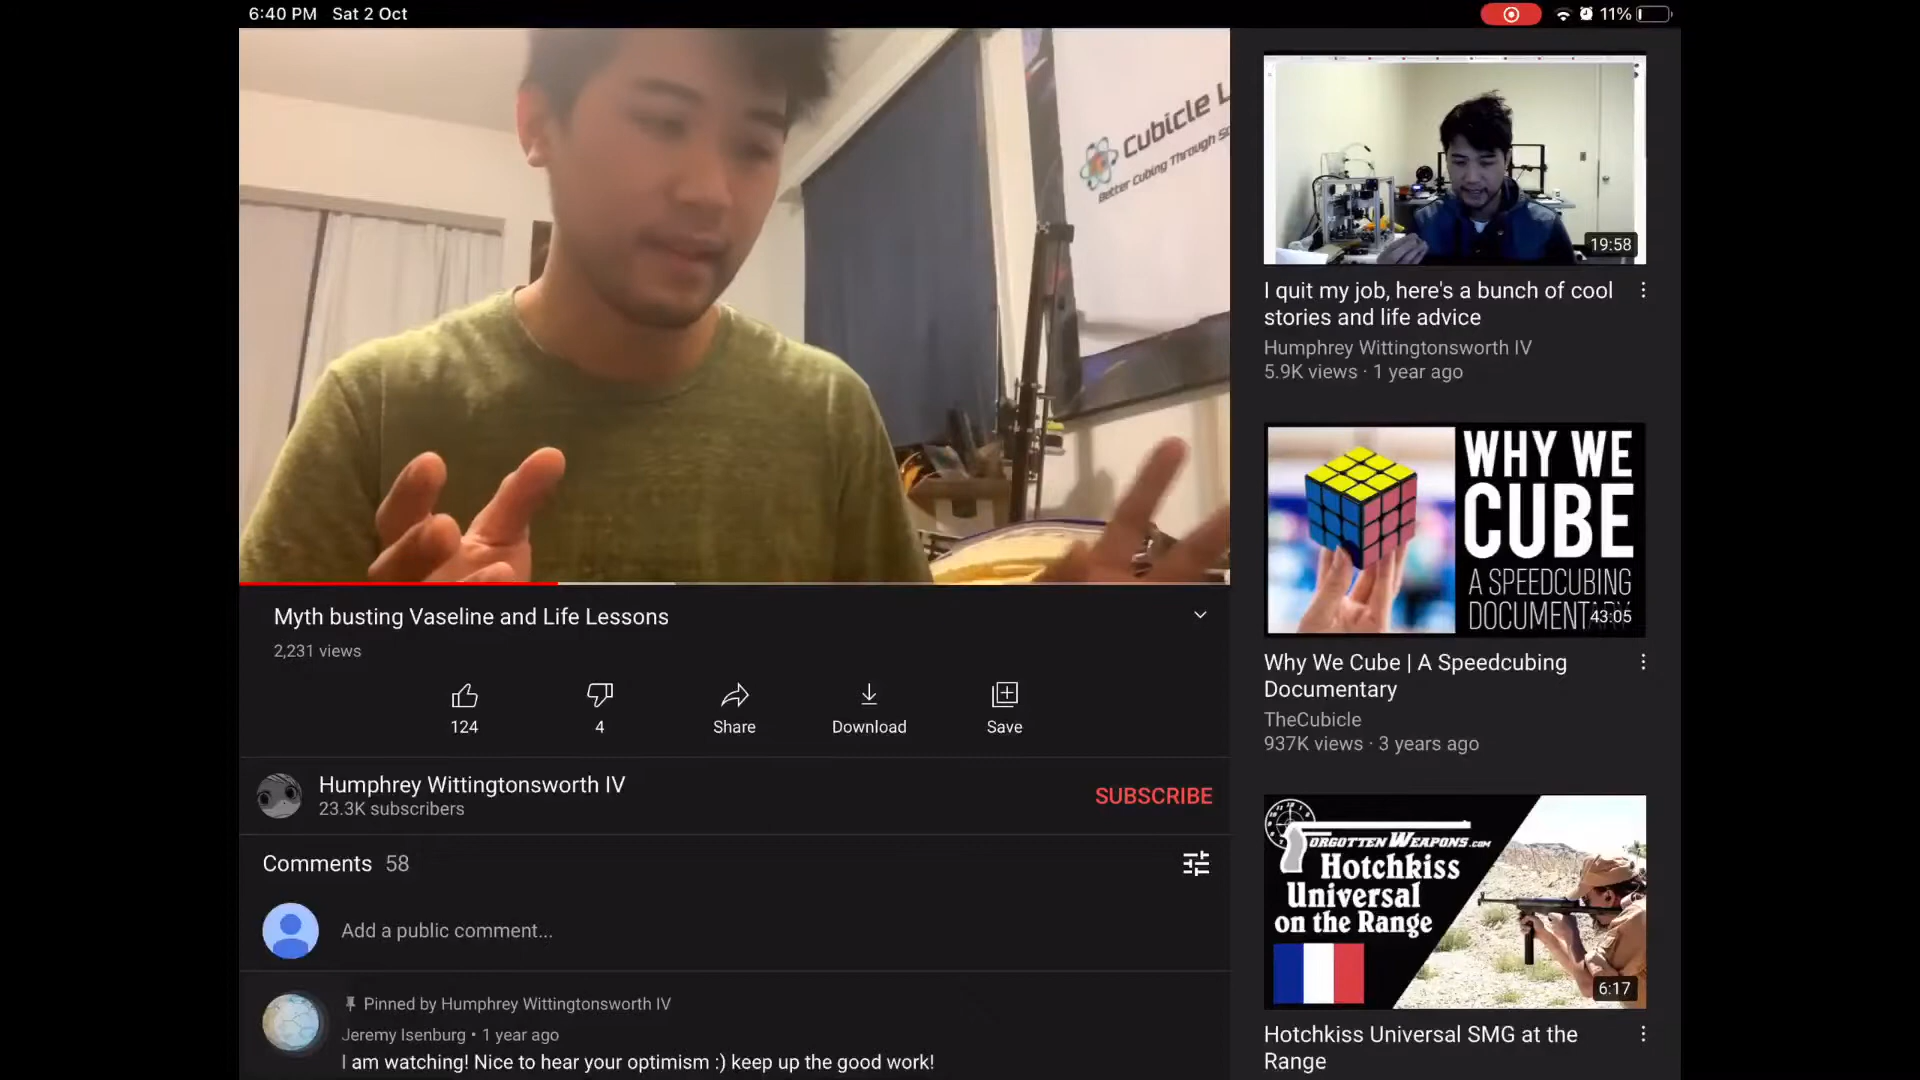 6:40 PM Sat 2 Oct
11%
Cubicle L
Better Cubing Through
Myth busting Vaseline and Life Lessons
2,231 views
124
4
Share
Download
Save
Humphrey Wittingtonsworth IV
23.3K subscribers
SUBSCRIBE
Comments 58
Add a public comment...
Pinned by Humphrey Wittingtonsworth IV
Jeremy Isenburg • 1 year ago
I am watching! Nice to hear your optimism :) keep up the good work!
19:58
I quit my job, here's a bunch of cool
stories and life advice
Humphrey Wittingtonsworth IV
5.9K views · 1 year ago
WHY WE
CUBE
A SPEEDCUBING
DOCUMENTARY
43:05
Why We Cube | A Speedcubing
Documentary
TheCubicle
937K views · 3 years ago
FORGOTTEN WEAPONS.COM
Hotchkiss
Universal
on the Range
6:17
Hotchkiss Universal SMG at the
Range